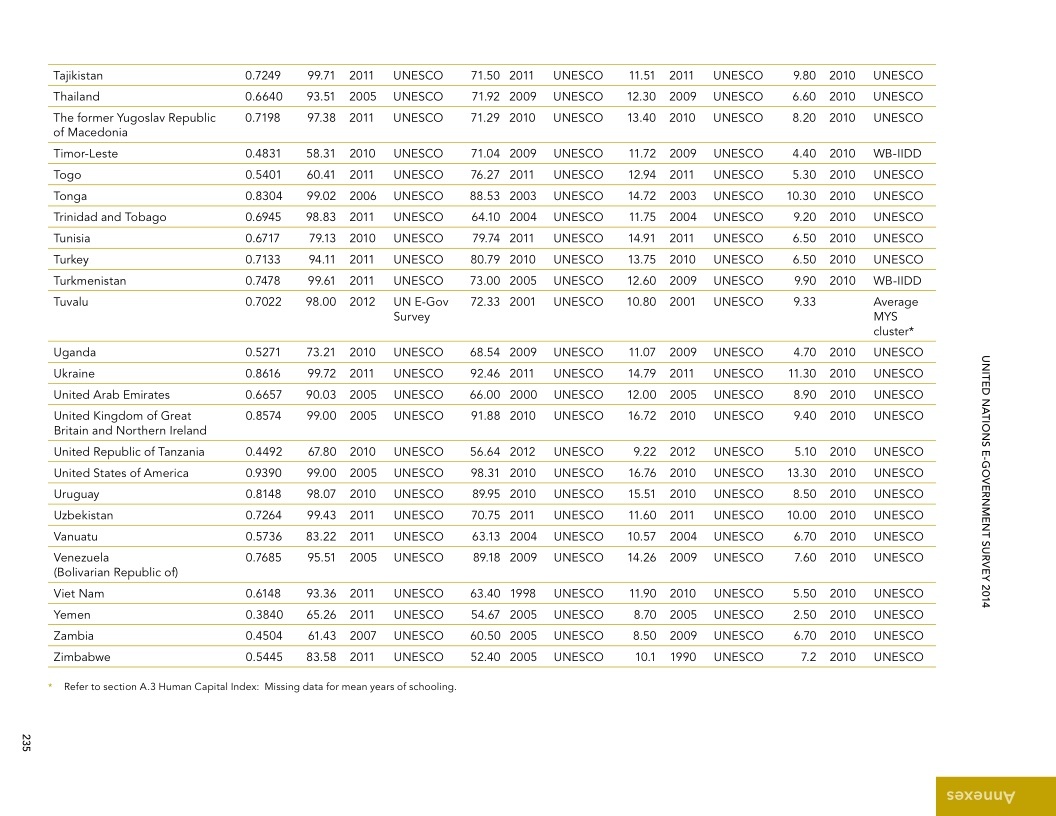 Tajikistan 0.7249 99.71 2011 UNESCO 71.50 2011 UNESCO 11.51 2011 UNESCO 9.80 2010 UNESCO
Thailand 0.6640 93.51 2005 UNESCO 71.92 2009 UNESCO 12.30 2009 UNESCO 6.60 2010 UNESCO
The former Yugoslav Republic 0.7198 97.38 2011 UNESCO 71.29 2010 UNESCO 13.40 2010 UNESCO 8.20 2010 UNESCO
of Macedonia
Timor-Leste 0.4831 58.31 2010 UNESCO 71.04 2009 UNESCO 11.72 2009 UNESCO 4.40 2010 WB-IIDD
Togo 0.5401 60.41 2011 UNESCO 76.27 2011 UNESCO 12.94 2011 UNESCO 5.30 2010 UNESCO
Tonga 0.8304 99.02 2006 UNESCO 88.53 2003 UNESCO 14.72 2003 UNESCO 10.30 2010 UNESCO
Trinidad and Tobago 0.6945 98.83 2011 UNESCO 64.10 2004 UNESCO 11.75 2004 UNESCO 9.20 2010 UNESCO
Tunisia 0.6717 79.13 2010 UNESCO 79.74 2011 UNESCO 14.91 2011 UNESCO 6.50 2010 UNESCO
Turkey 0.7133 94.11 2011 UNESCO 80.79 2010 UNESCO 13.75 2010 UNESCO 6.50 2010 UNESCO
Turkmenistan 0.7478 99.61 2011 UNESCO 73.00 2005 UNESCO 12.60 2009 UNESCO 9.90 2010 WB-IIDD
Tuvalu 0.7022 98.00 2012 UN E-Gov 72.33 2001 UNESCO 10.80 2001 UNESCO 9.33 Average
Survey MYS
cluster*
Uganda 0.5271 73.21 2010 UNESCO 68.54 2009 UNESCO 11.07 2009 UNESCO 4.70 2010 UNESCO
Ukraine 0.8616 99.72 2011 UNESCO 92.46 2011 UNESCO 14.79 2011 UNESCO 11.30 2010 UNESCO
United Arab Emirates 0.6657 90.03 2005 UNESCO 66.00 2000 UNESCO 12.00 2005 UNESCO 8.90 2010 UNESCO
United Kingdom of Great 0.8574 99.00 2005 UNESCO 91.88 2010 UNESCO 16.72 2010 UNESCO 9.40 2010 UNESCO
Britain and Northern Ireland
United Republic of Tanzania 0.4492 67.80 2010 UNESCO 56.64 2012 UNESCO 9.22 2012 UNESCO 5.10 2010 UNESCO
United States of America 0.9390 99.00 2005 UNESCO 98.31 2010 UNESCO 16.76 2010 UNESCO 13.30 2010 UNESCO
Uruguay 0.8148 98.07 2010 UNESCO 89.95 2010 UNESCO 15.51 2010 UNESCO 8.50 2010 UNESCO
Uzbekistan 0.7264 99.43 2011 UNESCO 70.75 2011 UNESCO 11.60 2011 UNESCO 10.00 2010 UNESCO
Vanuatu 0.5736 83.22 2011 UNESCO 63.13 2004 UNESCO 10.57 2004 UNESCO 6.70 2010 UNESCO
Venezuela 0.7685 95.51 2005 UNESCO 89.18 2009 UNESCO 14.26 2009 UNESCO 7.60 2010 UNESCO
(Bolivarian Republic of)
Viet Nam 0.6148 93.36 2011 UNESCO 63.40 1998 UNESCO 11.90 2010 UNESCO 5.50 2010 UNESCO
Yemen 0.3840 65.26 2011 UNESCO 54.67 2005 UNESCO 8.70 2005 UNESCO 2.50 2010 UNESCO
Zambia 0.4504 61.43 2007 UNESCO 60.50 2005 UNESCO 8.50 2009 UNESCO 6.70 2010 UNESCO
Zimbabwe 0.5445 83.58 2011 UNESCO 52.40 2005 UNESCO 10.1 1990 UNESCO 7.2 2010 UNESCO
* Refer to section A.3 Human Capital Index: Missing data for mean years of schooling.
UNITED NATIONS E-GOVERNMENT SURVEY 2014
235
Annexes